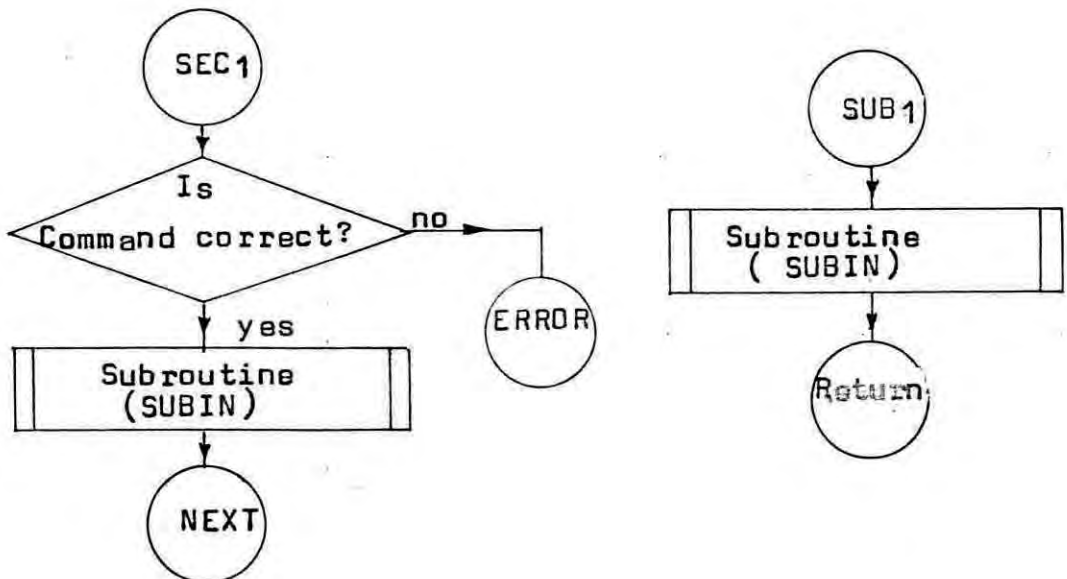 SEC1
Is
Command correct?
no
ERROR
yes
Subroutine
(SUBIN)
NEXT
SUB1
Subroutine
( SUBIN)
Return